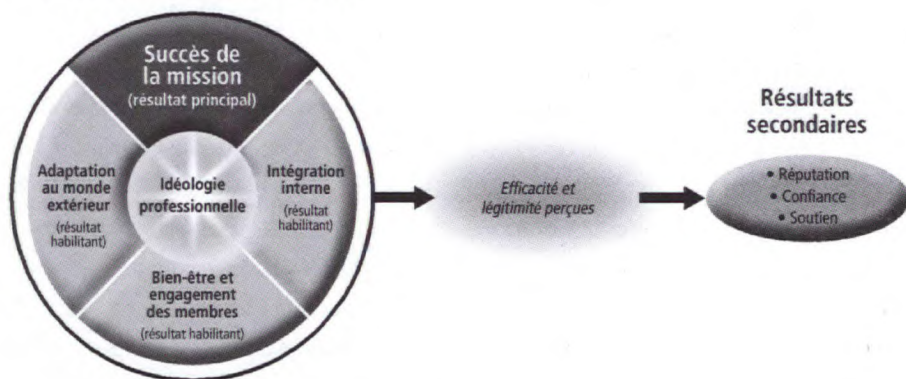 Succès de
la mission
(résultat principal)
Adaptation
au monde
extérieur
(résultat
habilitant)
Idéologie
professionnelle
Intégration
interne
(résultat
habilitant)
Bien-être et
engagement
des membres
(résultat habilitant)
Efficacité et
légitimité perçues
Résultats
secondaires
• Réputation
• Confiance
• Soutien